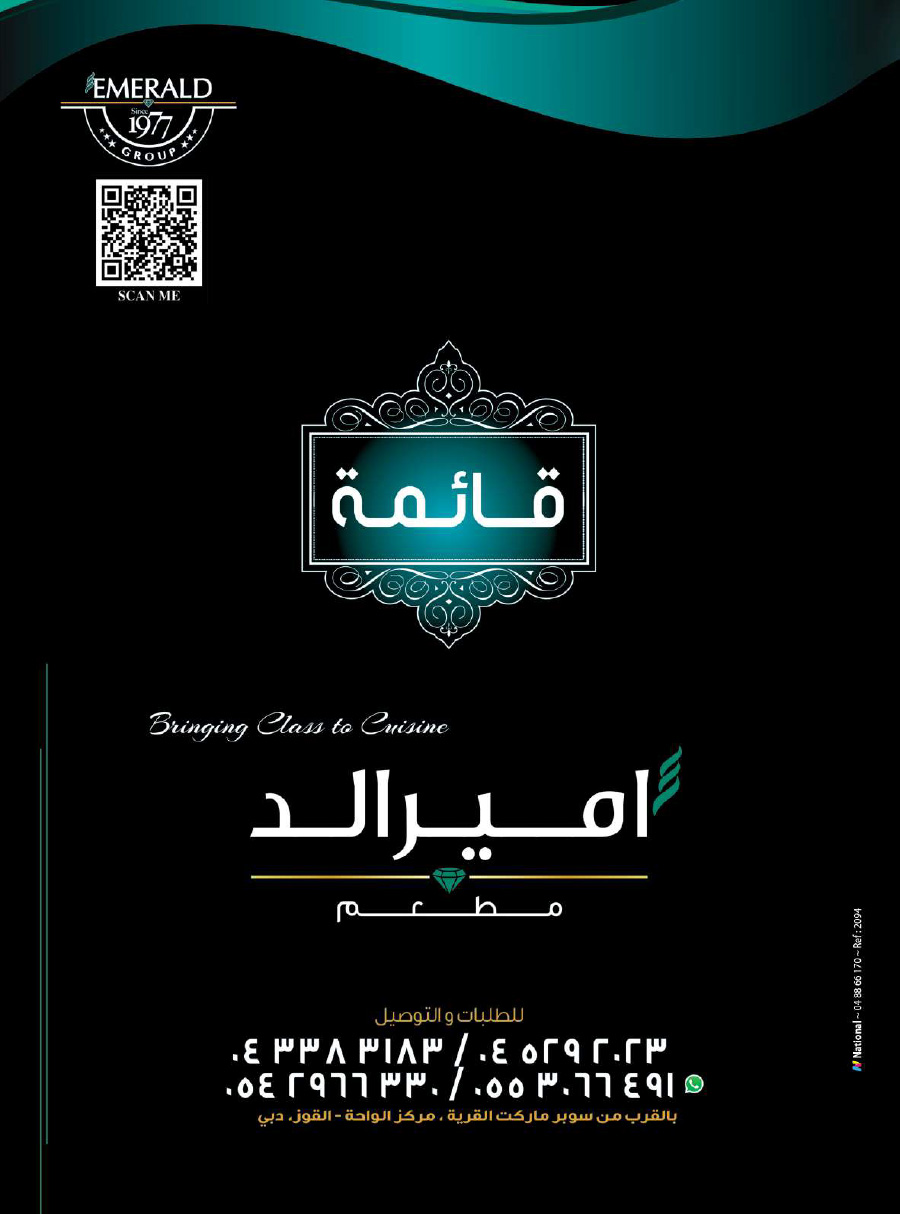 EMERALD
Since
1977
GROUP
SCAN ME
قائمة
Bringing Class to Cuisine
اميرالد
مطعم
للطلبات و التوصيل
٠٤ ٣٣٨ ٣١٨٣ / ٠٤ ٥٢٩ ٢٠٢٣
٠٥٤ ٢٩٦٦ ٣٣٠ / ٠٥٥ ٣٠٦٦ ٤٩١
بالقرب من سوبر ماركت القرية ، مركز الواحة - القوز، دبي
National ~ 04 88 66 170 ~ Ref : 2094